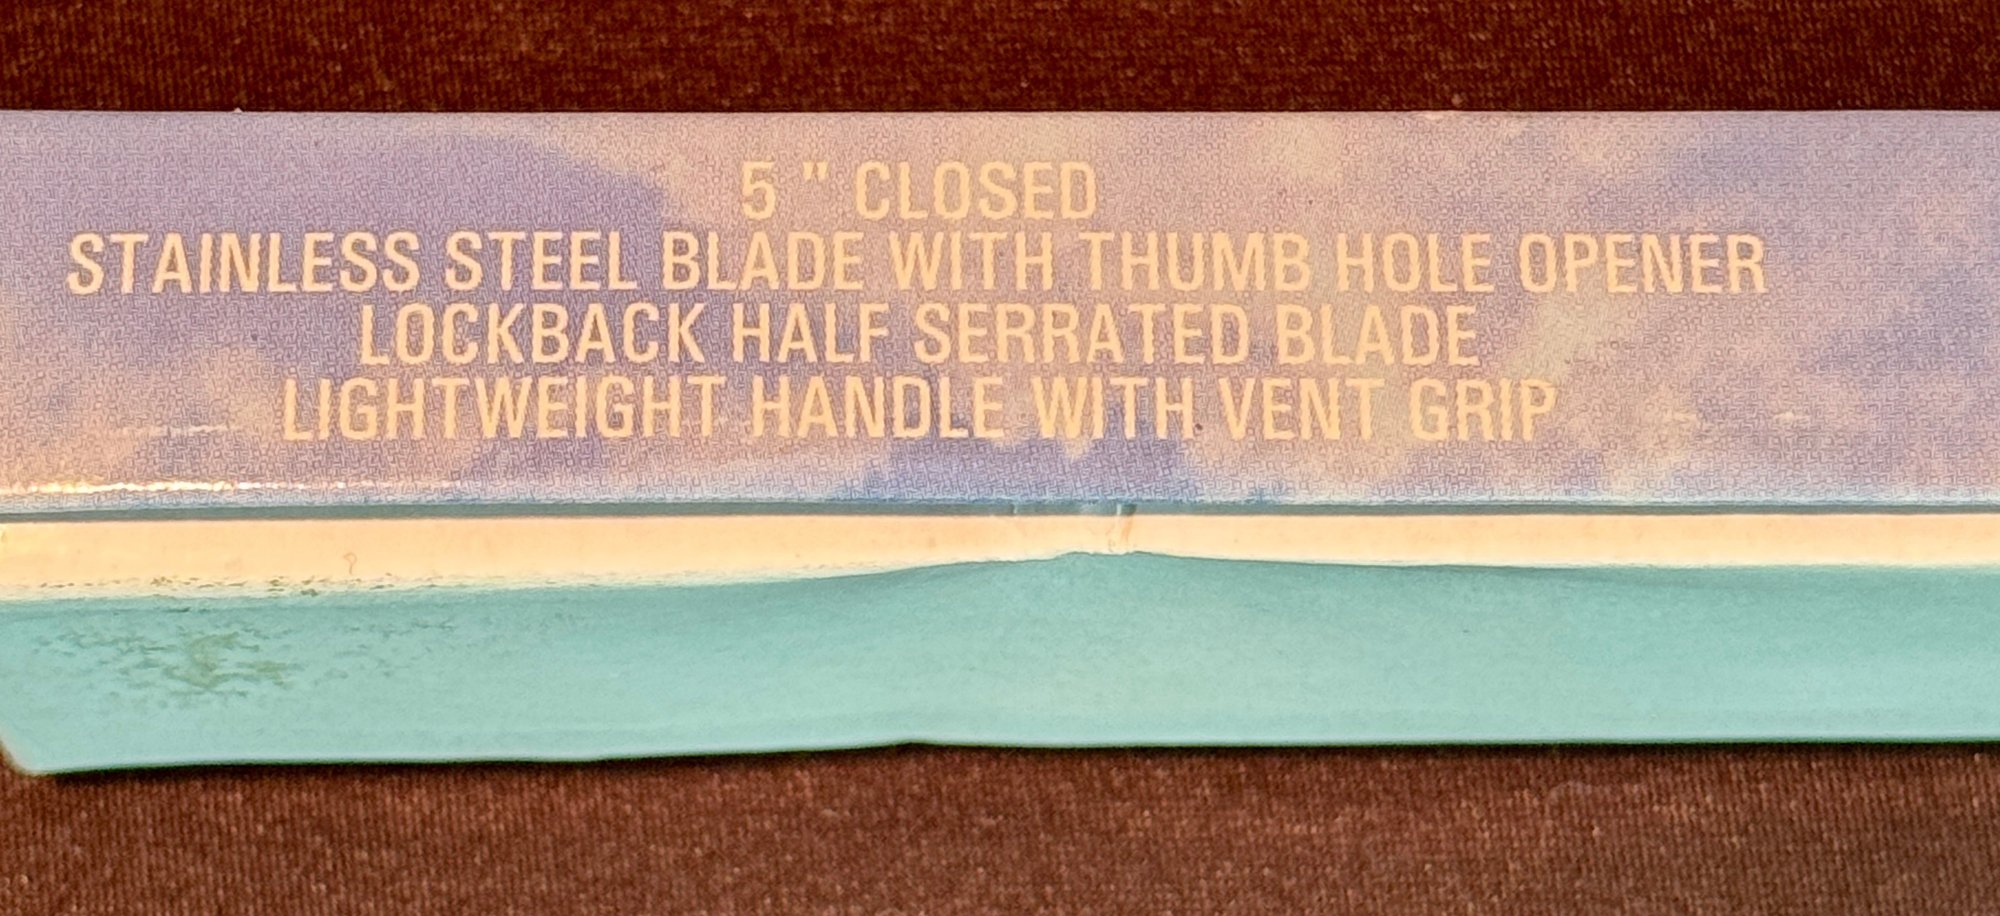 5 " CLOSED
STAINLESS STEEL BLADE WITH THUMB HOLE OPENER
LOCKBACK HALF SERRATED BLADE
LIGHTWEIGHT HANDLE WITH VENT GRIP